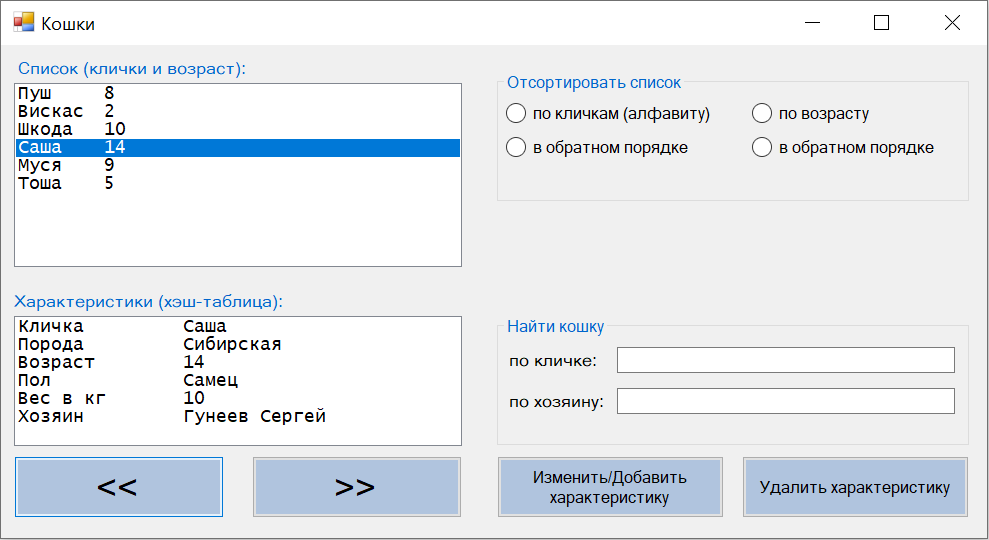 Кошки
Список (клички и возраст):
Пуш 8
Вискас 2
Шкода 10
Саша 14
Муся 9
Тоша 5
Отсортировать список
по кличкам (алфавиту) по возрасту
в обратном порядке в обратном порядке
Характеристики (хэш-таблица):
Кличка Саша
Порода Сибирская
Возраст 14
Пол Самец
Вес в кг 10
Хозяин Гунеев Сергей
Найти кошку
по кличке:
по хозяину:
<< >>
Изменить/Добавить
характеристику
Удалить характеристику